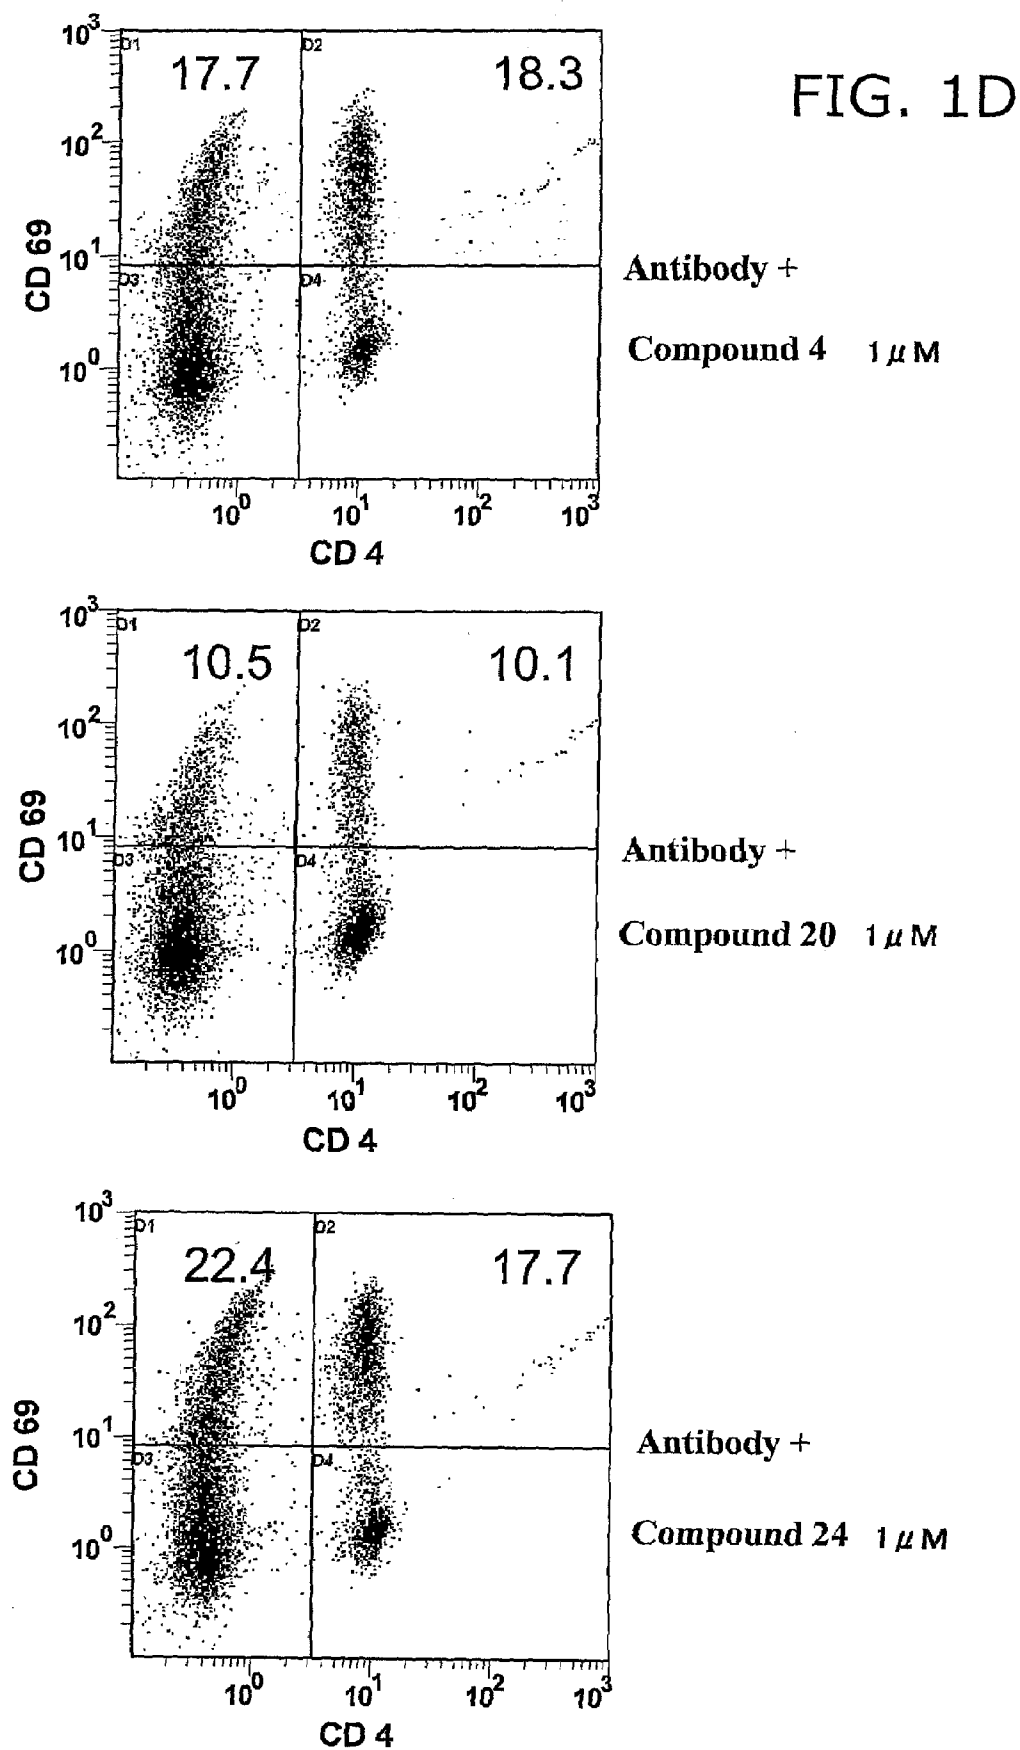 FIG. 1D
10³
D1
D2
17.7
18.3
10²
10¹
D3
D4
10⁰
CD 69
10⁰
10¹
10²
10³
CD 4
Antibody +
Compound 4 1 μ M
10³
D1
D2
10.5
10.1
10²
10¹
D3
D4
10⁰
CD 69
10⁰
10¹
10²
10³
CD 4
Antibody +
Compound 20 1 μ M
10³
D1
D2
22.4
17.7
10²
10¹
D3
D4
10⁰
CD 69
10⁰
10¹
10²
10³
CD 4
Antibody +
Compound 24 1 μ M